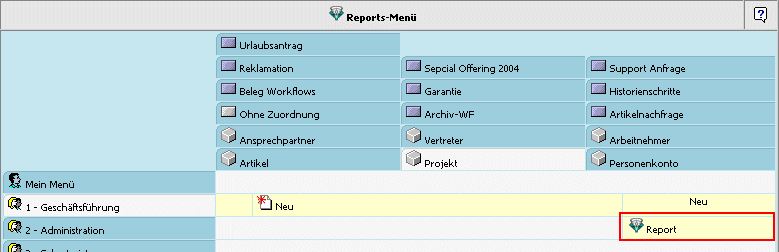 Reports-Menü
Urlaubsantrag
Reklamation Sepcial Offering 2004 Support Anfrage
Beleg Workflows Garantie Historienschritte
Ohne Zuordnung Archiv-WF Artikelnachfrage
Ansprechpartner Vertreter Arbeitnehmer
Artikel Projekt Personenkonto
Mein Menü
1 - Geschäftsführung Neu Neu
2 - Administration Report